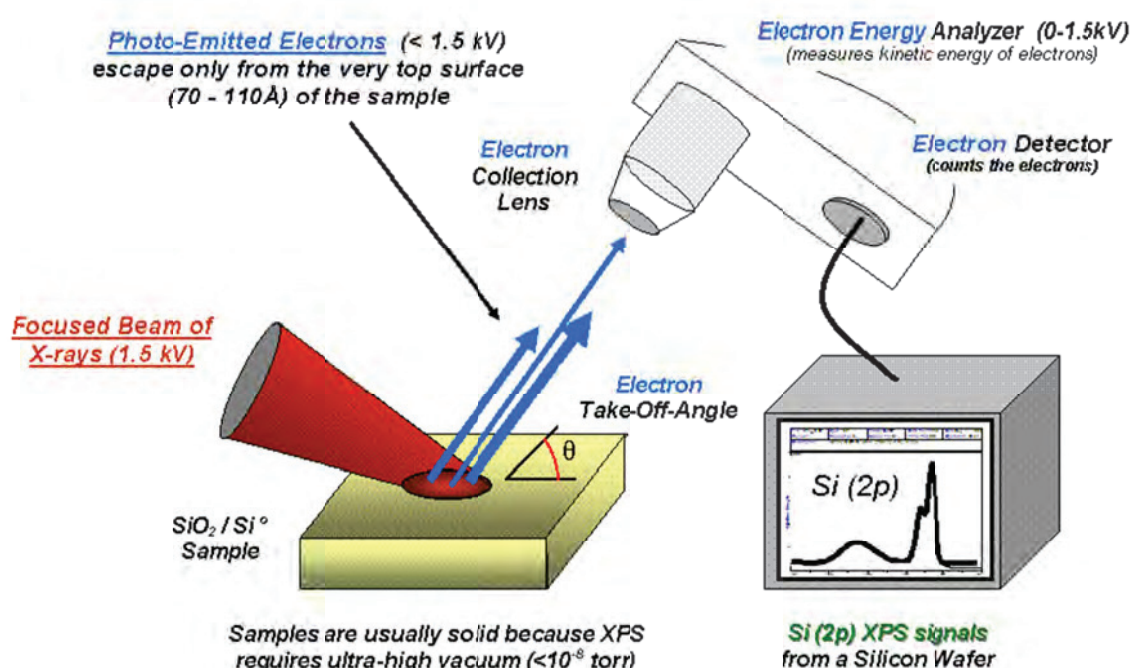 Photo-Emitted Electrons (< 1.5 kV)
escape only from the very top surface
(70 - 110Å) of the sample
Electron Energy Analyzer (0-1.5kV)
(measures kinetic energy of electrons)
Electron
Collection
Lens
Electron Detector
(counts the electrons)
Focused Beam of
X-rays (1.5 kV)
Electron
Take-Off-Angle
θ
SiO₂ / Si°
Sample
Si (2p)
Samples are usually solid because XPS
requires ultra-high vacuum (<10⁻⁸ torr)
Si (2p) XPS signals
from a Silicon Wafer